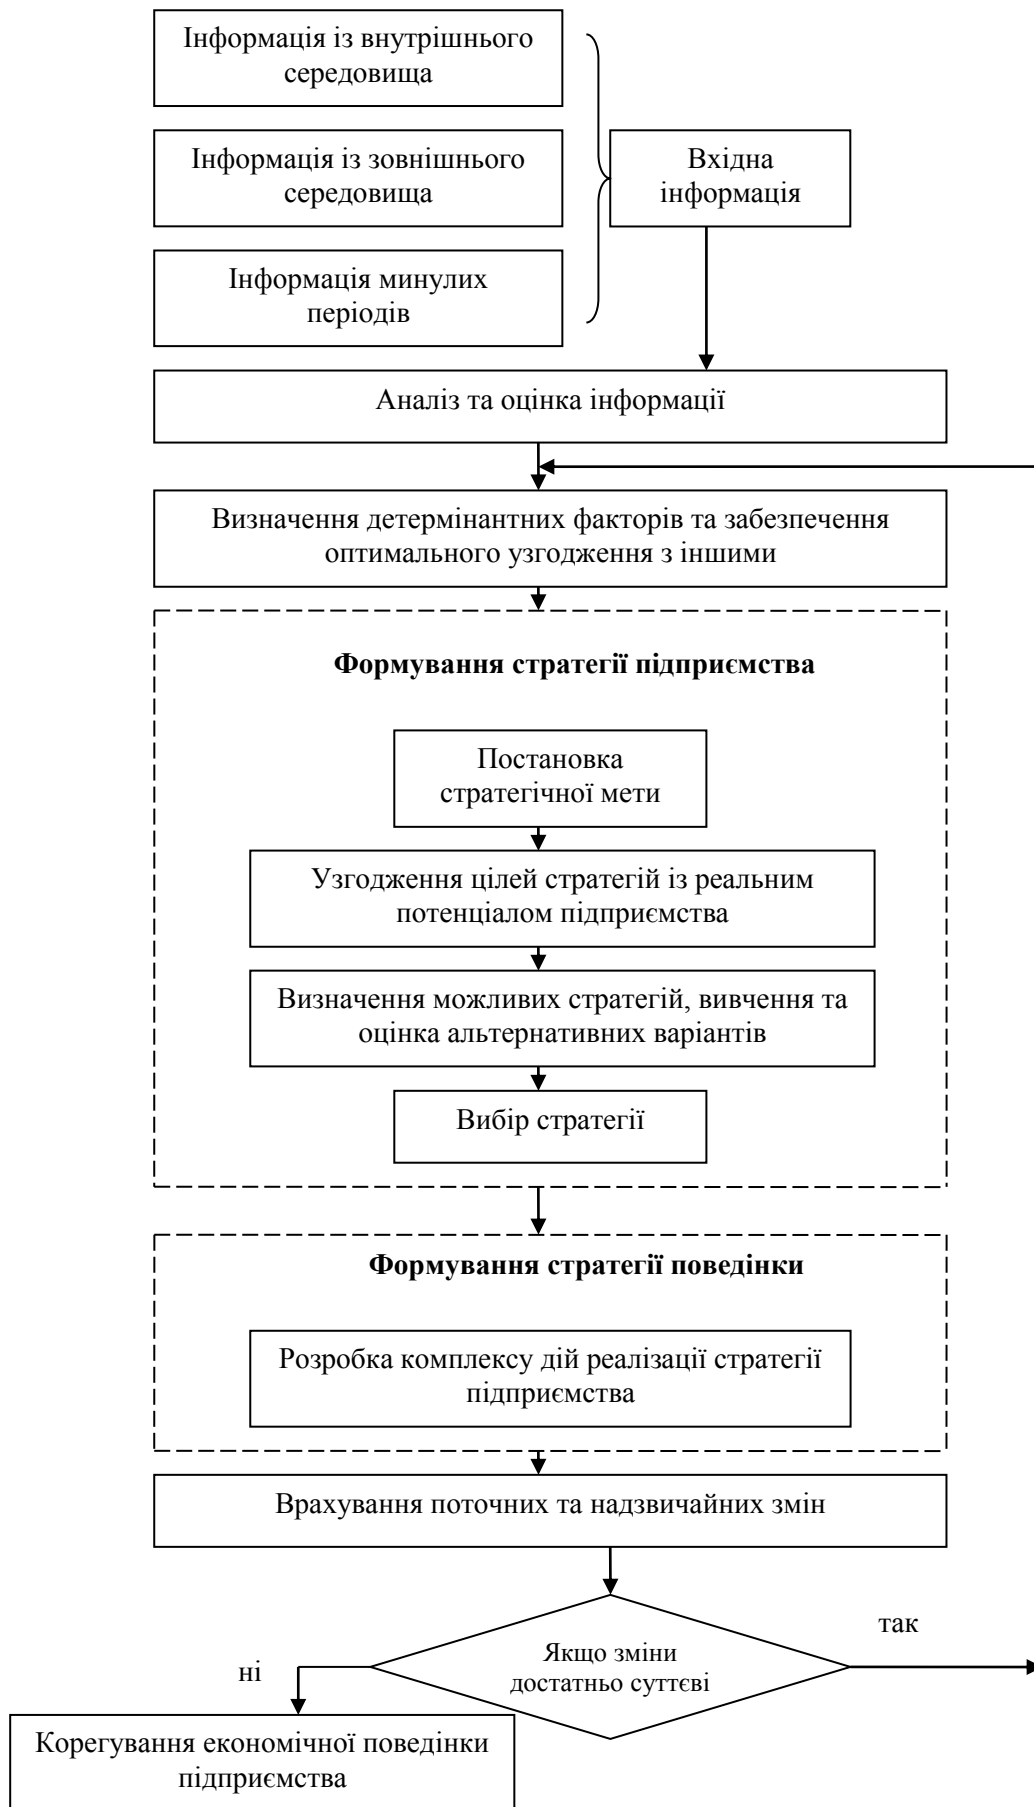 Інформація із внутрішнього
середовища
Інформація із зовнішнього
середовища
Вхідна
інформація
Інформація минулих
періодів
Аналіз та оцінка інформації
Визначення детермінантних факторів та забезпечення
оптимального узгодження з іншими
Формування стратегії підприємства
Постановка
стратегічної мети
Узгодження цілей стратегій із реальним
потенціалом підприємства
Визначення можливих стратегій, вивчення та
оцінка альтернативних варіантів
Вибір стратегії
Формування стратегії поведінки
Розробка комплексу дій реалізації стратегії
підприємства
Врахування поточних та надзвичайних змін
так
Якщо зміни
достатньо суттєві
ні
Корегування економічної поведінки
підприємства